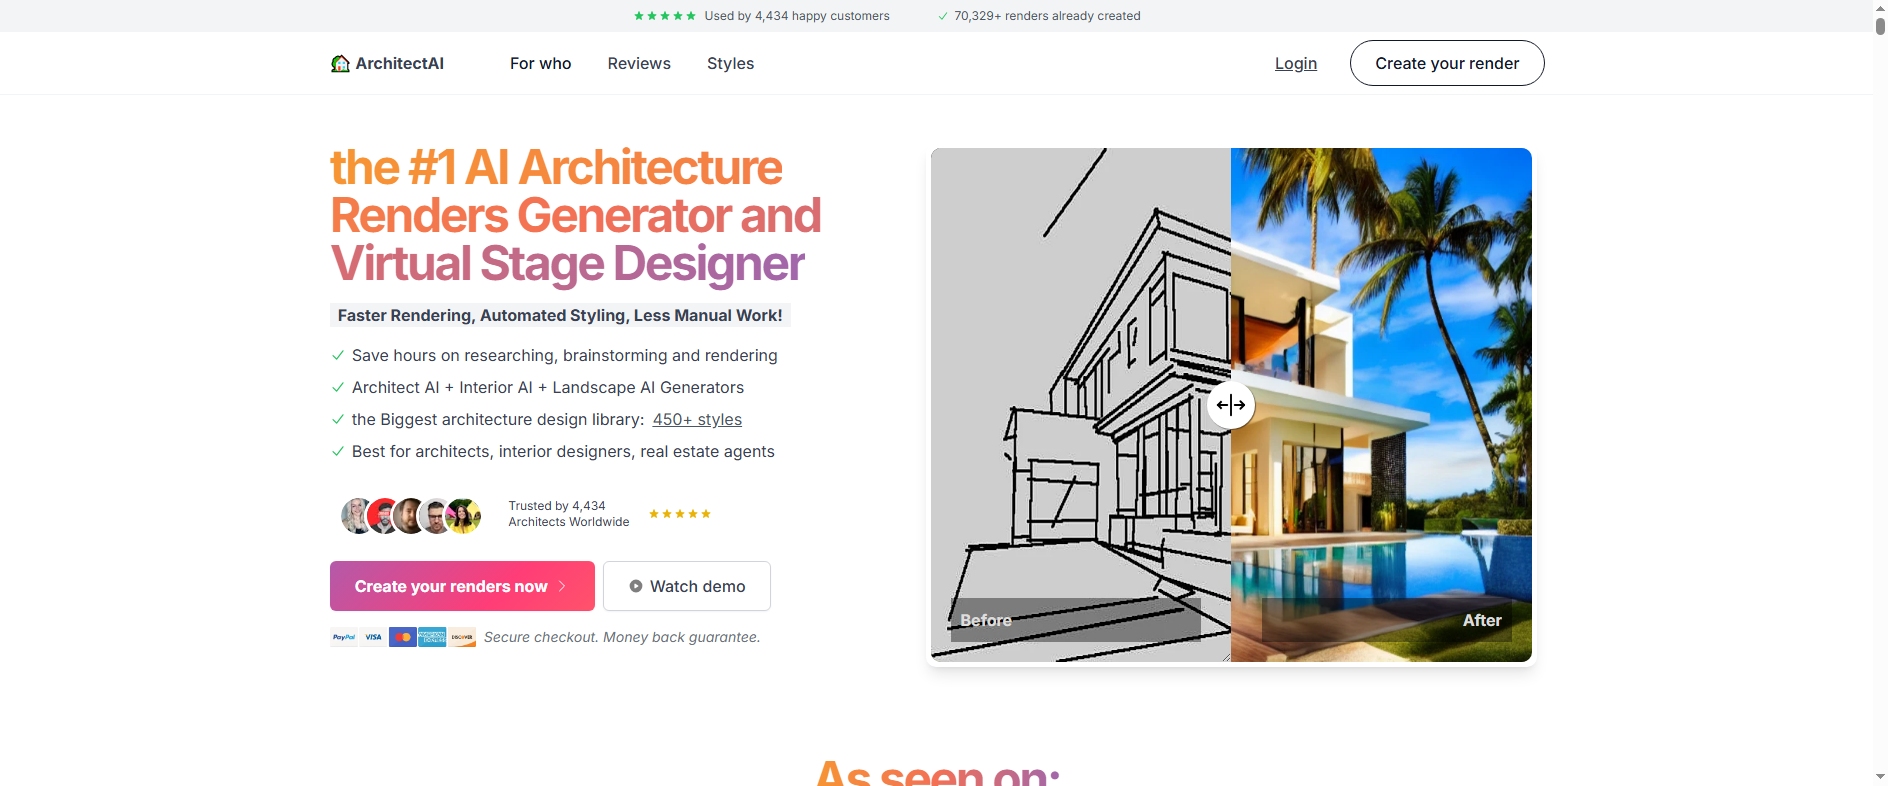 Used by 4,434 happy customers
70,329+ renders already created
ArchitectAI
For who
Reviews
Styles
Login
Create your render
the #1 AI Architecture
Renders Generator and
Virtual Stage Designer
Faster Rendering, Automated Styling, Less Manual Work!
Save hours on researching, brainstorming and rendering
Architect AI + Interior AI + Landscape AI Generators
the Biggest architecture design library: 450+ styles
Best for architects, interior designers, real estate agents
Trusted by 4,434
Architects Worldwide
Create your renders now
Watch demo
PayPal
VISA
DISCOVER
Secure checkout. Money back guarantee.
Before
After
As seen on: